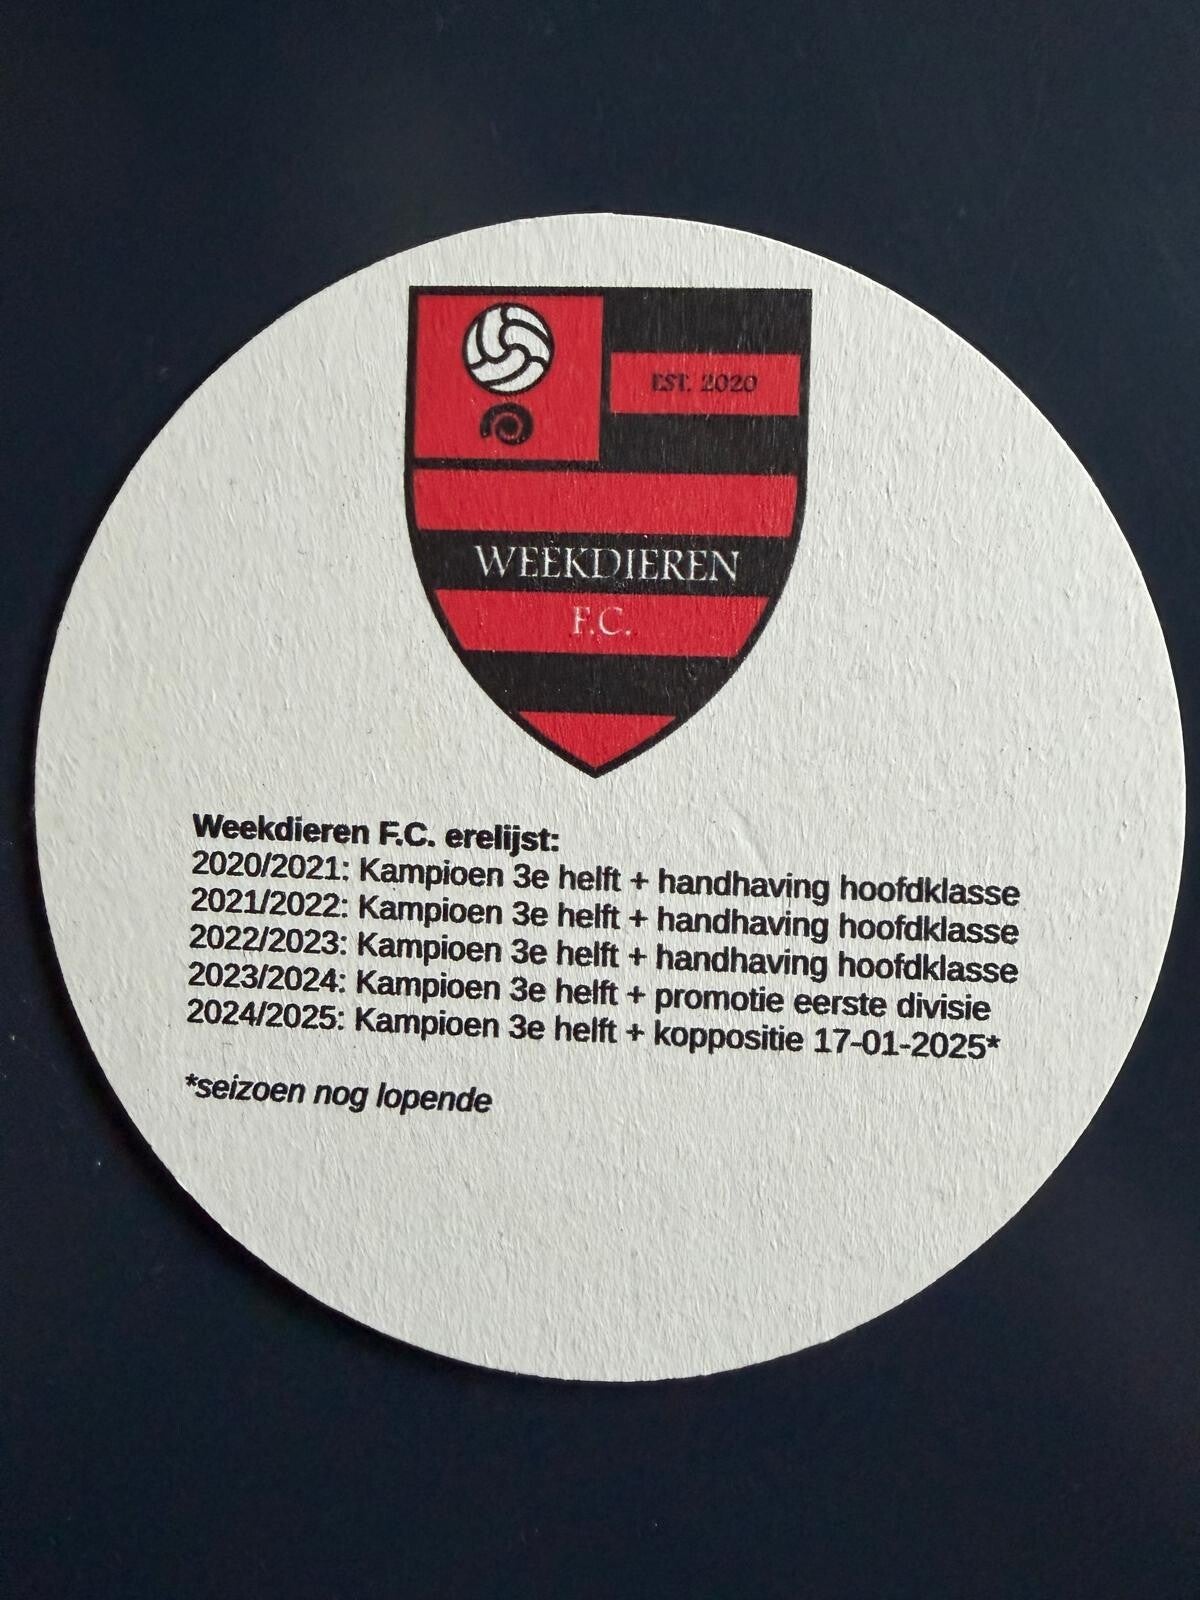 EST. 2020
WEEKDIEREN
F.C.
Weekdieren F.C. erelijst:
2020/2021: Kampioen 3e helft + handhaving hoofdklasse
2021/2022: Kampioen 3e helft + handhaving hoofdklasse
2022/2023: Kampioen 3e helft + handhaving hoofdklasse
2023/2024: Kampioen 3e helft + promotie eerste divisie
2024/2025: Kampioen 3e helft + koppositie 17-01-2025*
*seizoen nog lopende